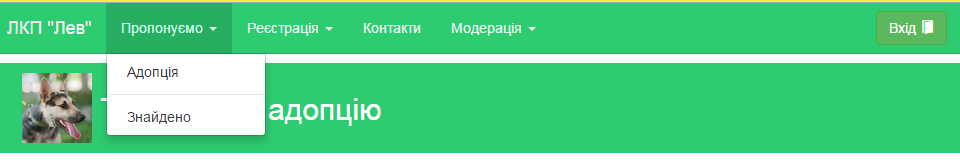 ЛКП "Лев" Пропонуємо Реєстрація Контакти Модерація Вхід
Адопція
адопцію
Знайдено